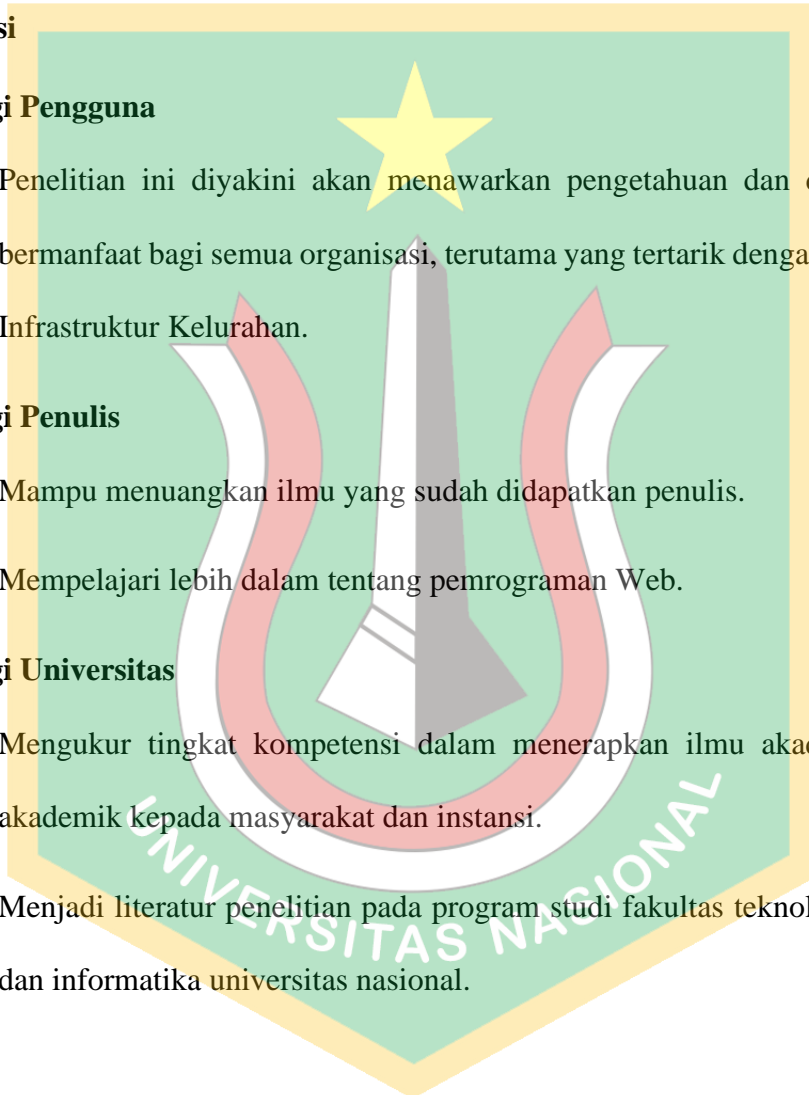 si
gi Pengguna
Penelitian ini diyakini akan menawarkan pengetahuan dan
bermanfaat bagi semua organisasi, terutama yang tertarik denga
Infrastruktur Kelurahan.
gi Penulis
Mampu menuangkan ilmu yang sudah didapatkan penulis.
Mempelajari lebih dalam tentang pemrograman Web.
gi Universitas
Mengukur tingkat kompetensi dalam menerapkan ilmu aka
akademik kepada masyarakat dan instansi.
Menjadi literatur penelitian pada program studi fakultas teknol
dan informatika universitas nasional.
UNIVERSITAS NASIONAL